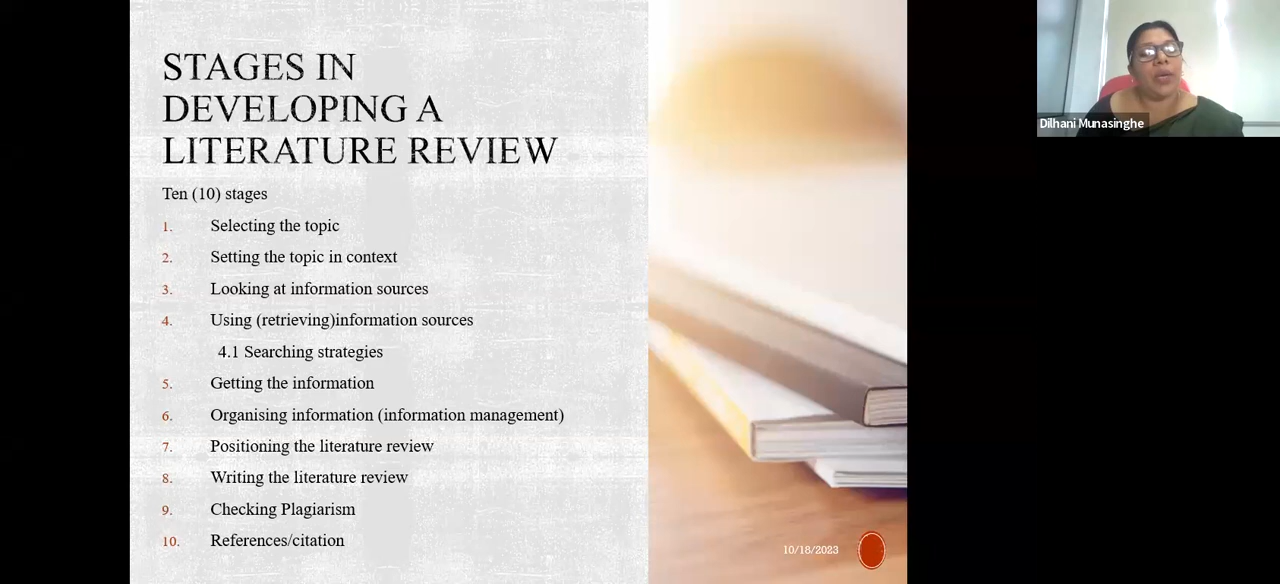 STAGES IN
DEVELOPING A
LITERATURE REVIEW
Ten (10) stages
1. Selecting the topic
2. Setting the topic in context
3. Looking at information sources
4. Using (retrieving)information sources
4.1 Searching strategies
5. Getting the information
6. Organising information (information management)
7. Positioning the literature review
8. Writing the literature review
9. Checking Plagiarism
10. References/citation
10/18/2023
Dilhani Munasinghe